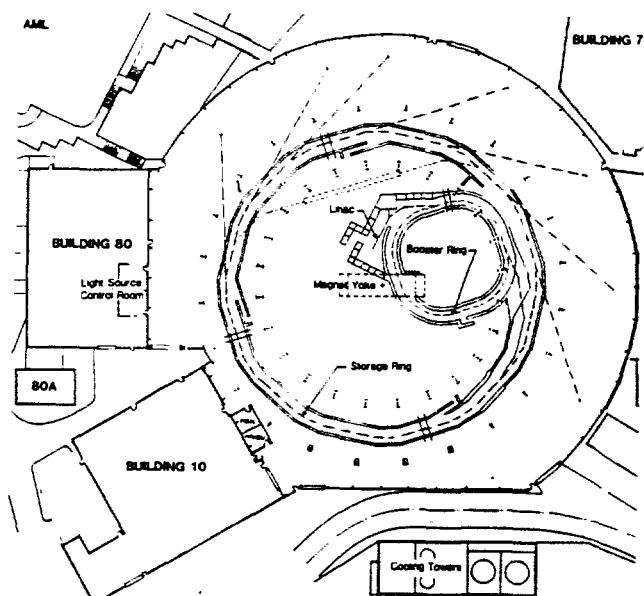 AML
BUILDING 7
Linac
BUILDING 80
Booster Ring
Light Source
Control Room
Magnet Yoke
Storage Ring
80A
BUILDING 10
Cooling Towers